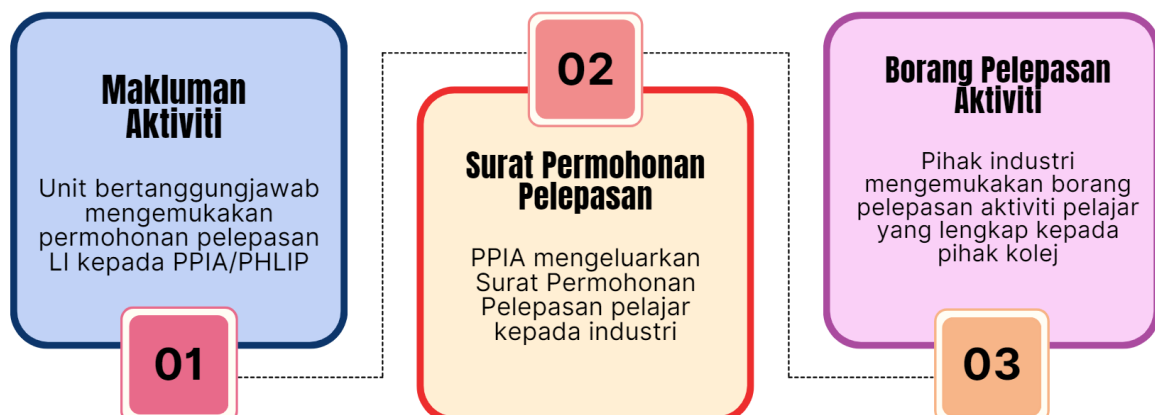 Makluman
Aktiviti
Unit bertanggungjawab
mengemukakan
permohonan pelepasan
LI kepada PPIA/PHLIP
01
02
Surat Permohonan
Pelepasan
PPIA mengeluarkan
Surat Permohonan
Pelepasan pelajar
kepada industri
Borang Pelepasan
Aktiviti
Pihak industri
mengemukakan borang
pelepasan aktiviti pelajar
yang lengkap kepada
pihak kolej
03